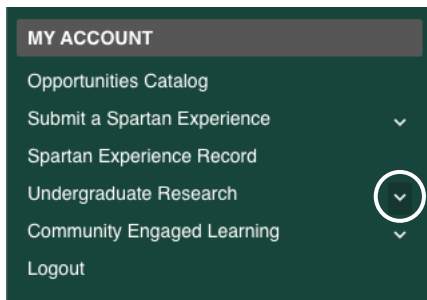 MY ACCOUNT
Opportunities Catalog
Submit a Spartan Experience
Spartan Experience Record
Undergraduate Research
Community Engaged Learning
Logout